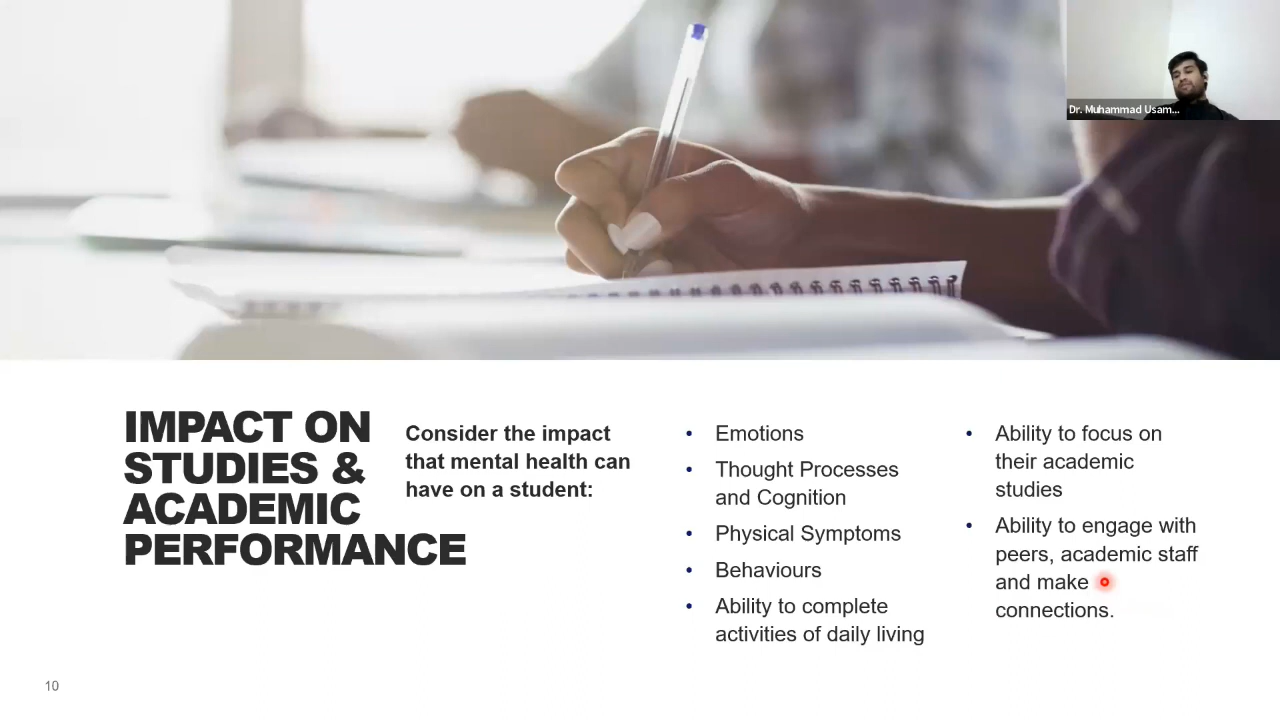 Dr. Muhammad Usam...
IMPACT ON
STUDIES &
ACADEMIC
PERFORMANCE
Consider the impact
that mental health can
have on a student:
• Emotions
• Thought Processes
and Cognition
• Physical Symptoms
• Behaviours
• Ability to complete
activities of daily living
• Ability to focus on
their academic
studies
• Ability to engage with
peers, academic staff
and make
connections.
10